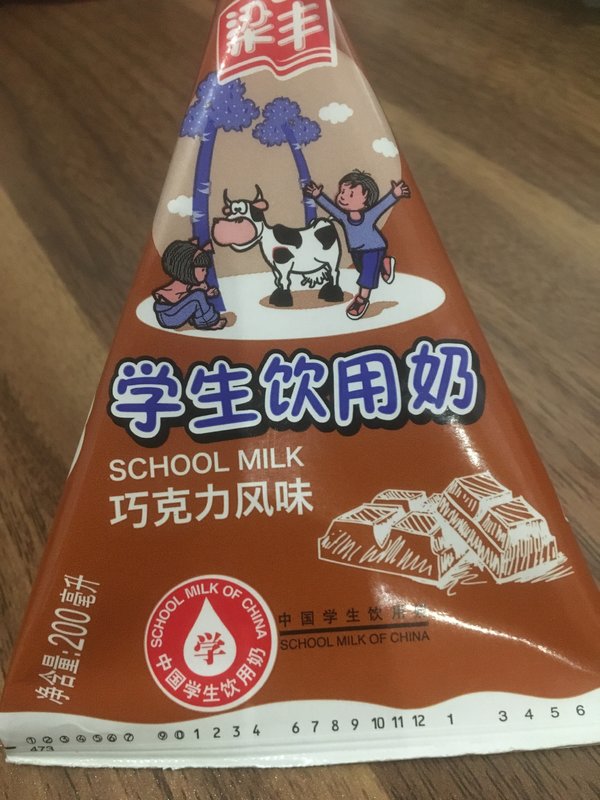 梁丰
学生饮用奶
SCHOOL MILK
巧克力风味
净含量:200毫升
SCHOOL MILK OF CHINA
学
中国学生饮用奶
中国学生饮用奶
SCHOOL MILK OF CHINA
①②③④⑤⑥⑦ ⑨ 0 1 2 3 4 6 7 8 9 10 11 12 1 3 4 5 6
473